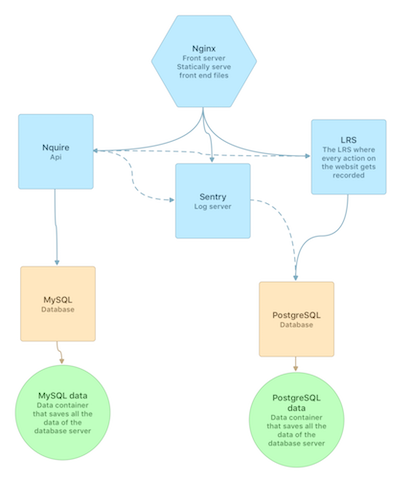 Nginx
Front server
Statically serve
front end files
Nquire
Api
LRS
The LRS where
every action on
the websit gets
recorded
Sentry
Log server
MySQL
Database
PostgreSQL
Database
MySQL data
Data container
that saves all the
data of the
database server
PostgreSQL
data
Data container
that saves all the
data of the
database server